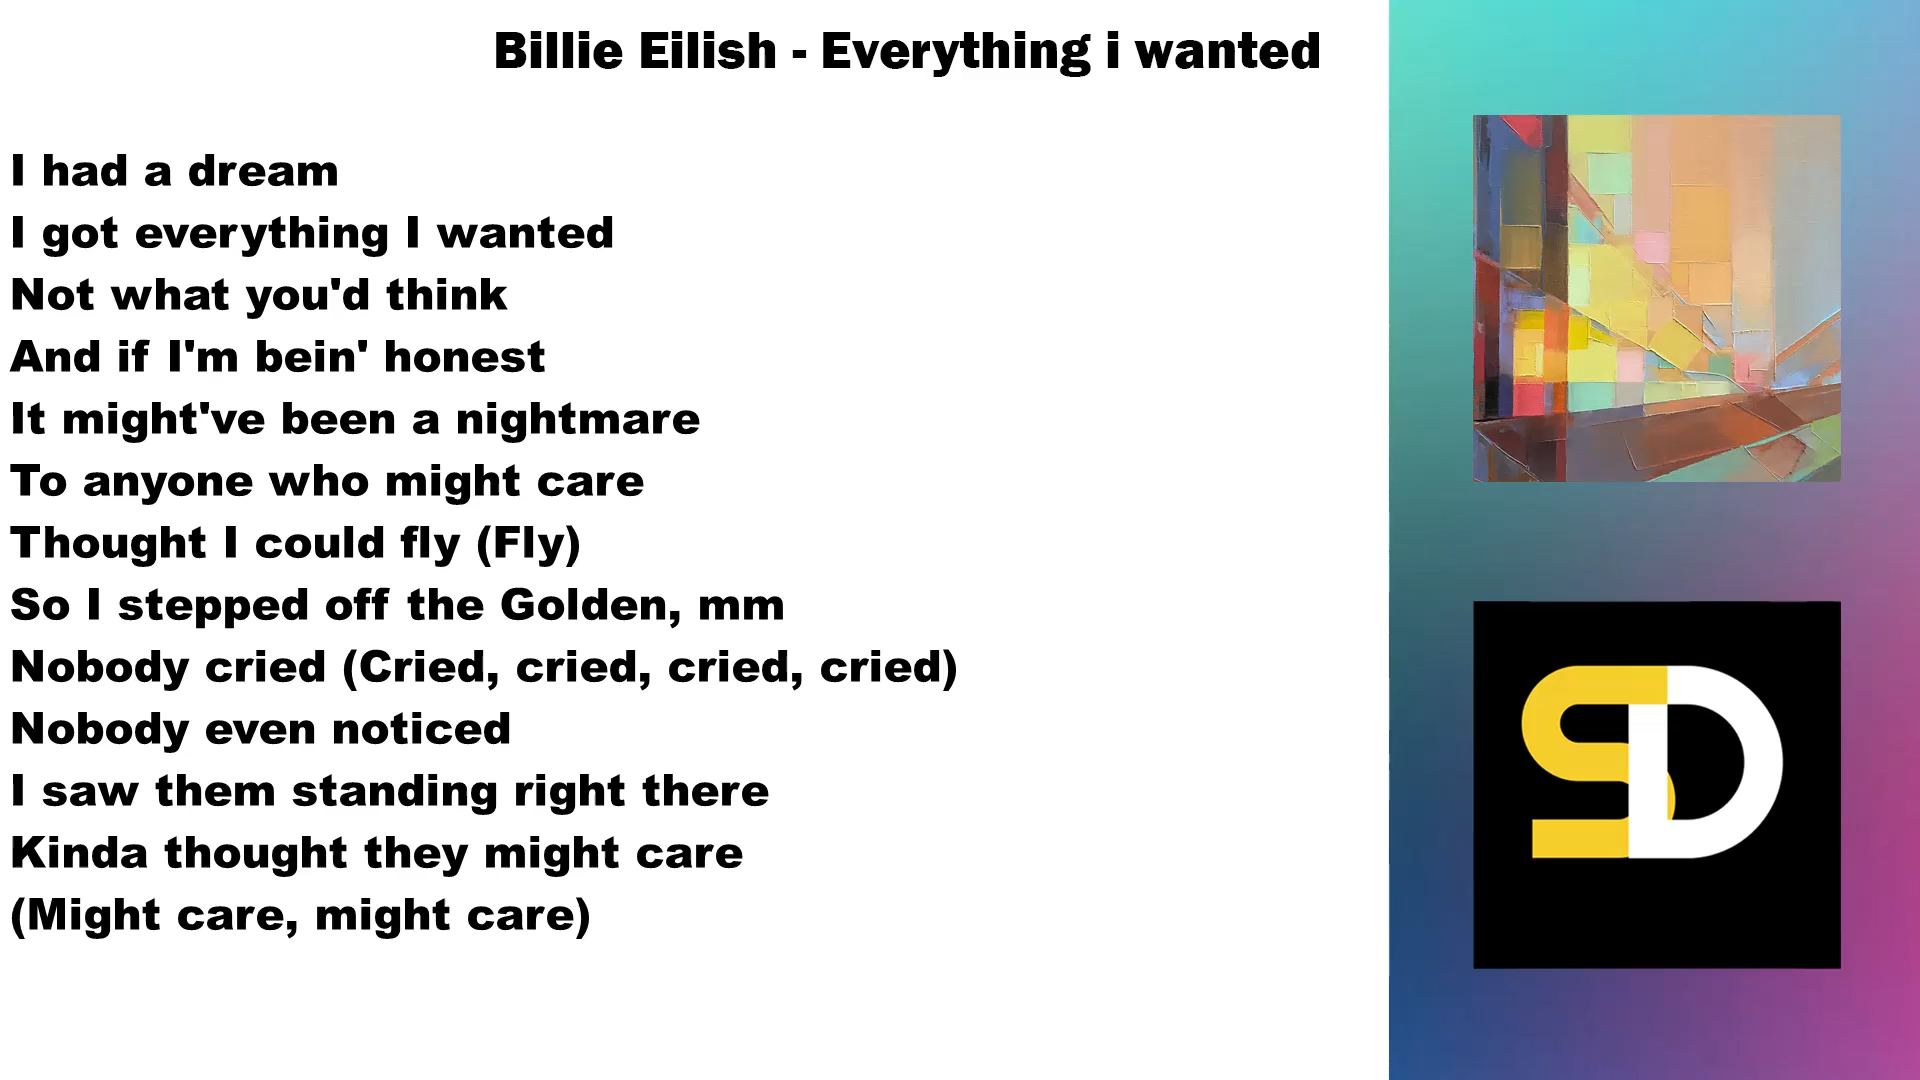 Billie Eilish - Everything i wanted
I had a dream
I got everything I wanted
Not what you'd think
And if I'm bein' honest
It might've been a nightmare
To anyone who might care
Thought I could fly (Fly)
So I stepped off the Golden, mm
Nobody cried (Cried, cried, cried, cried)
Nobody even noticed
I saw them standing right there
Kinda thought they might care
(Might care, might care)
SD